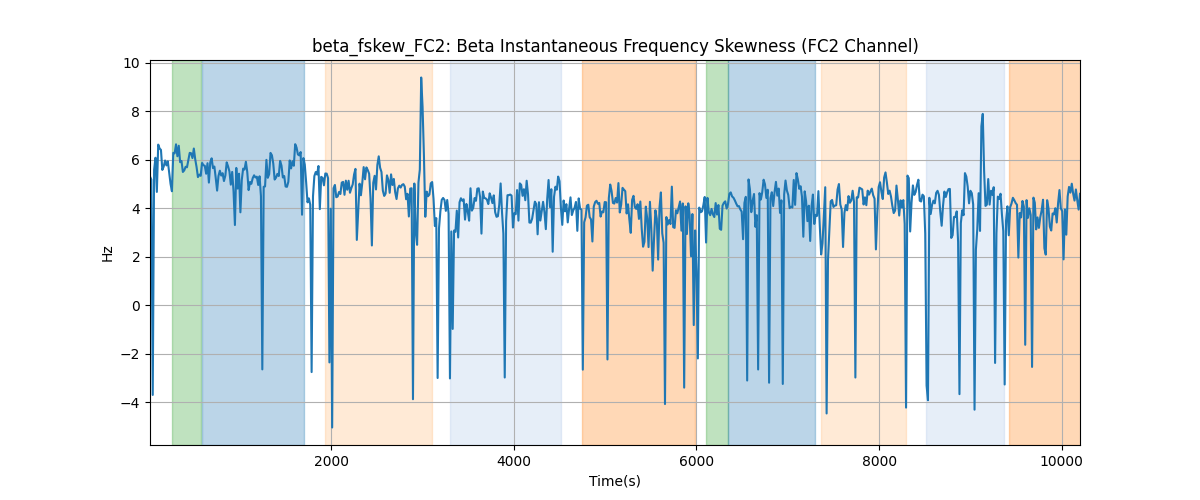 beta_fskew_FC2: Beta Instantaneous Frequency Skewness (FC2 Channel)
10
8
6
4
2
0
−2
−4
Hz
2000 4000 6000 8000 10000
Time(s)